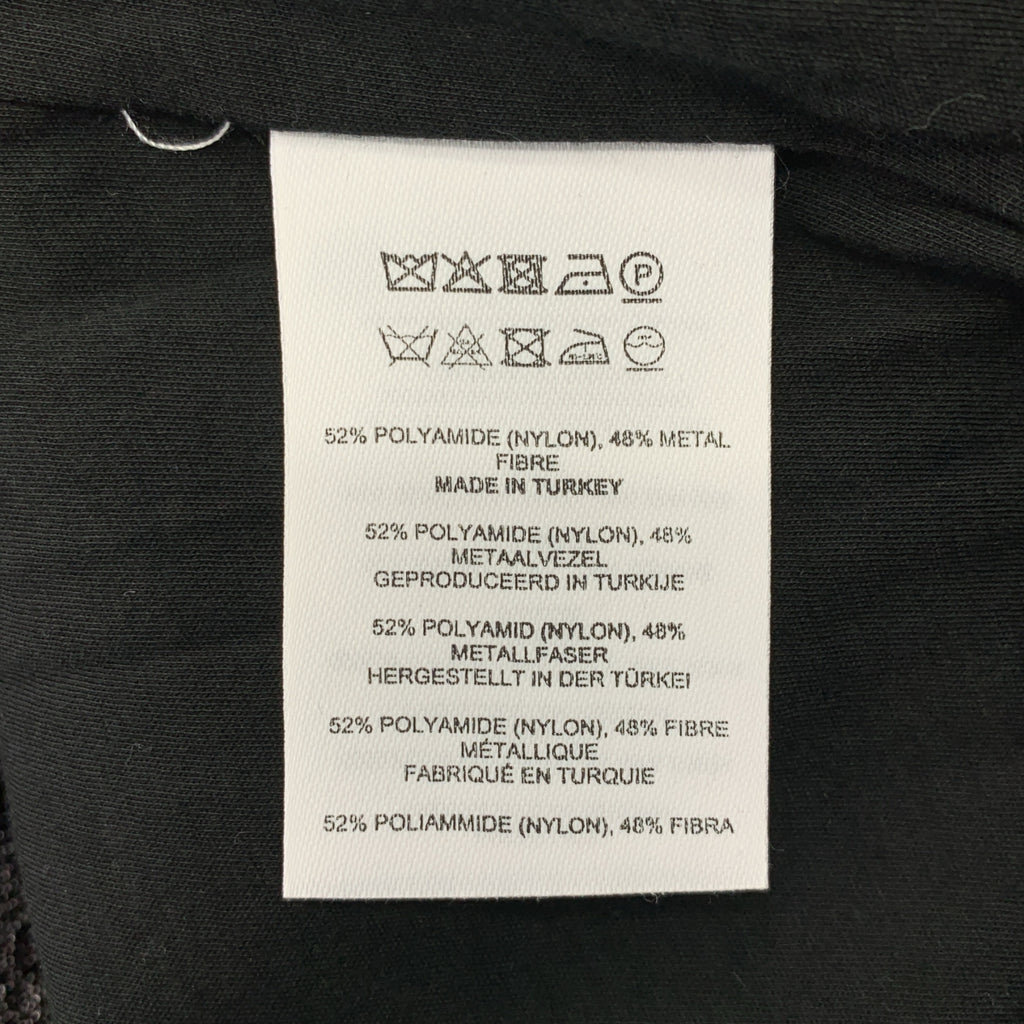 P
52% POLYAMIDE (NYLON), 48% METAL
FIBRE
MADE IN TURKEY
52% POLYAMIDE (NYLON), 48%
METAALVEZEL
GEPRODUCEERD IN TURKIJE
52% POLYAMID (NYLON), 48%
METALLFASER
HERGESTELLT IN DER TÜRKEI
52% POLYAMIDE (NYLON), 48% FIBRE
MÉTALLIQUE
FABRIQUÉ EN TURQUIE
52% POLIAMMIDE (NYLON), 48% FIBRA